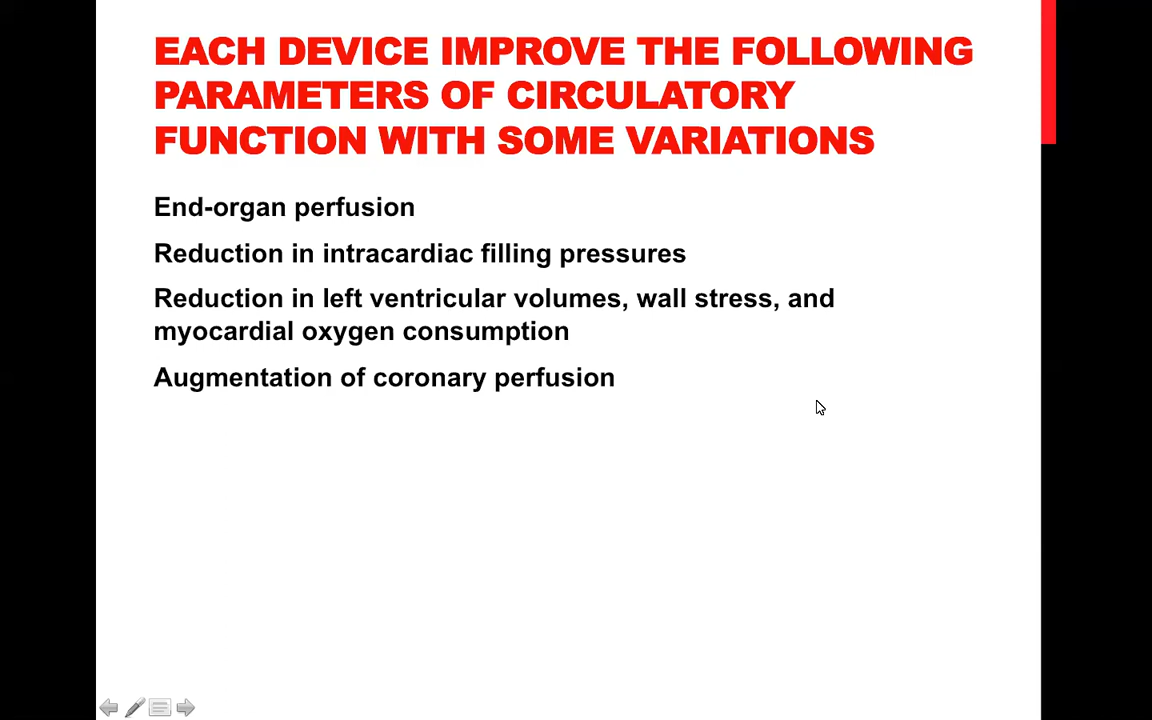 EACH DEVICE IMPROVE THE FOLLOWING
PARAMETERS OF CIRCULATORY
FUNCTION WITH SOME VARIATIONS
End-organ perfusion
Reduction in intracardiac filling pressures
Reduction in left ventricular volumes, wall stress, and
myocardial oxygen consumption
Augmentation of coronary perfusion